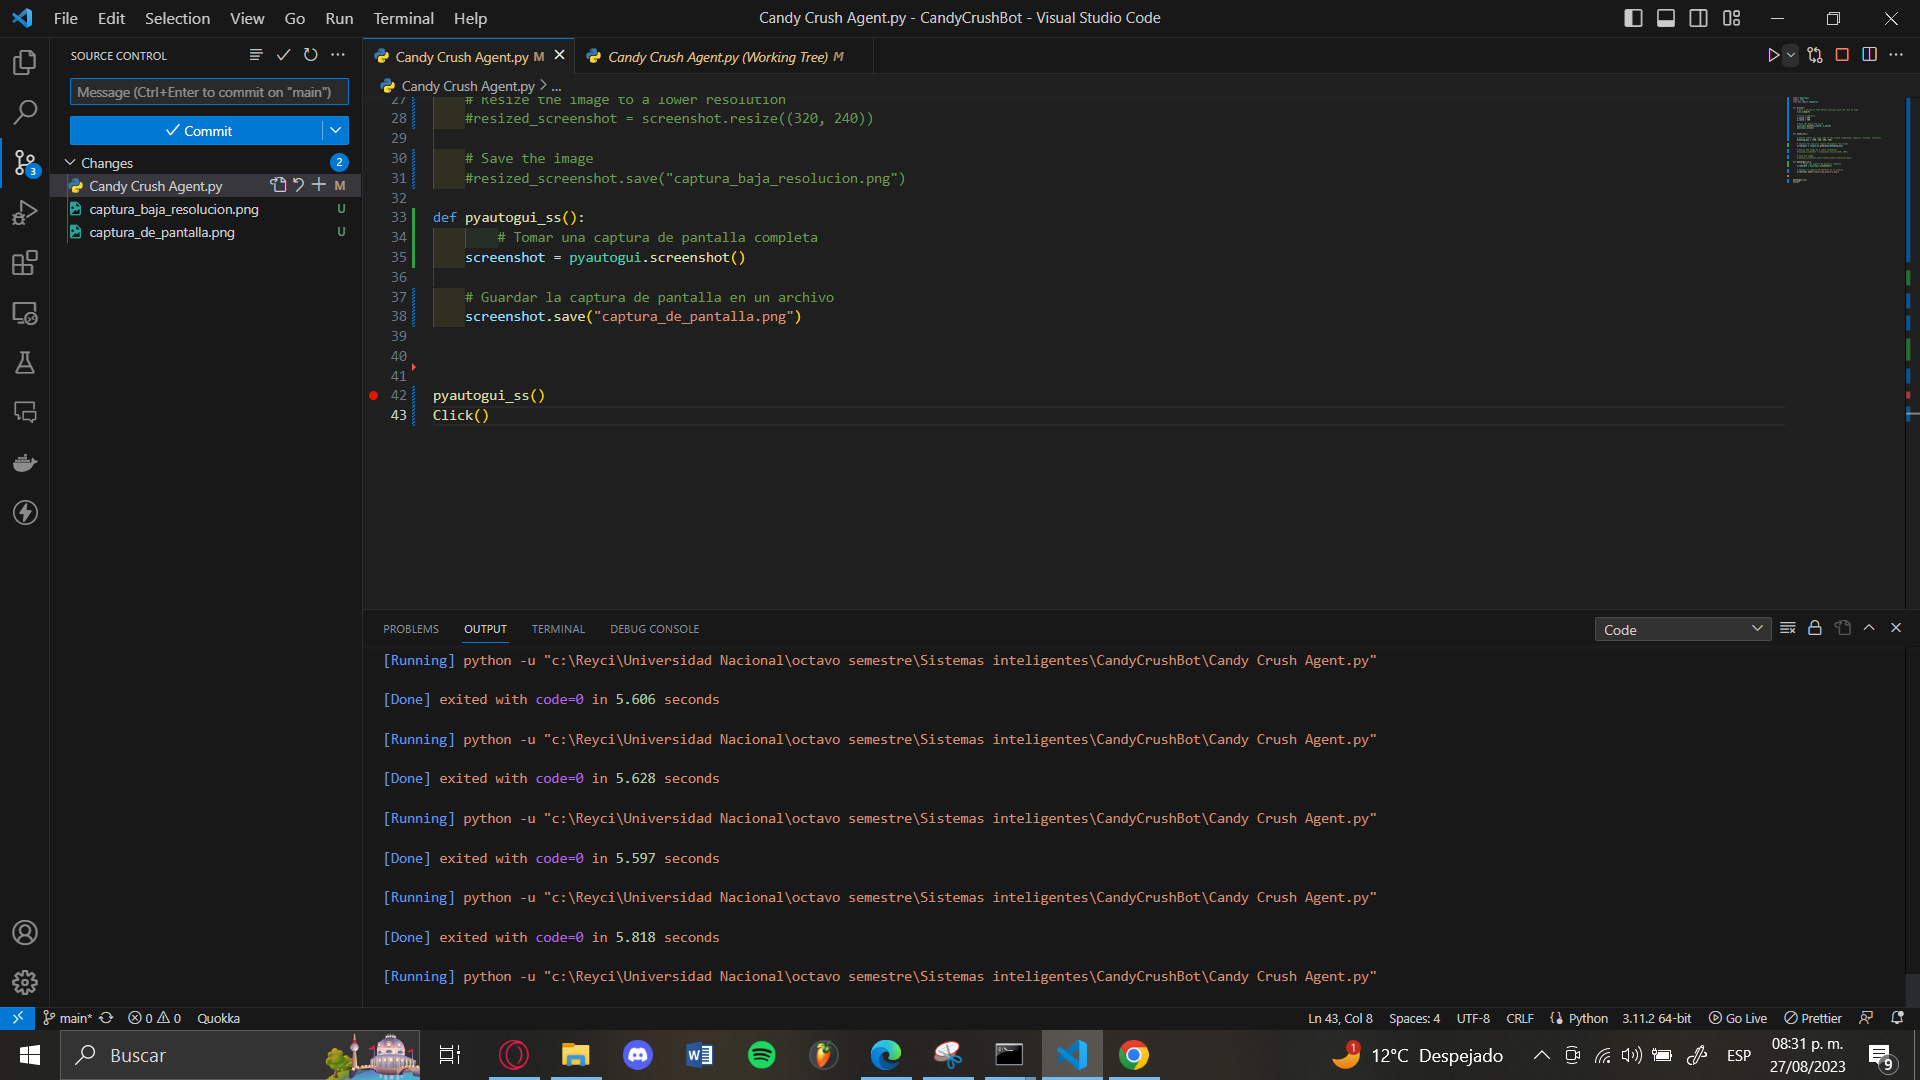 File Edit Selection View Go Run Terminal Help
Candy Crush Agent.py - CandyCrushBot - Visual Studio Code
SOURCE CONTROL
Message (Ctrl+Enter to commit on "main")
Commit
Changes 2
Candy Crush Agent.py M
captura_baja_resolucion.png U
captura_de_pantalla.png U
3
Candy Crush Agent.py M
Candy Crush Agent.py (Working Tree) M
Candy Crush Agent.py > ...
27 # Resize the image to a lower resolution
28 #resized_screenshot = screenshot.resize((320, 240))
29
30 # Save the image
31 #resized_screenshot.save("captura_baja_resolucion.png")
32
33 def pyautogui_ss():
34 # Tomar una captura de pantalla completa
35 screenshot = pyautogui.screenshot()
36
37 # Guardar la captura de pantalla en un archivo
38 screenshot.save("captura_de_pantalla.png")
39
40
41
42 pyautogui_ss()
43 Click()
PROBLEMS OUTPUT TERMINAL DEBUG CONSOLE
Code
[Running] python -u "c:\Reyci\Universidad Nacional\octavo semestre\Sistemas inteligentes\CandyCrushBot\Candy Crush Agent.py"
[Done] exited with code=0 in 5.606 seconds
[Running] python -u "c:\Reyci\Universidad Nacional\octavo semestre\Sistemas inteligentes\CandyCrushBot\Candy Crush Agent.py"
[Done] exited with code=0 in 5.628 seconds
[Running] python -u "c:\Reyci\Universidad Nacional\octavo semestre\Sistemas inteligentes\CandyCrushBot\Candy Crush Agent.py"
[Done] exited with code=0 in 5.597 seconds
[Running] python -u "c:\Reyci\Universidad Nacional\octavo semestre\Sistemas inteligentes\CandyCrushBot\Candy Crush Agent.py"
[Done] exited with code=0 in 5.818 seconds
[Running] python -u "c:\Reyci\Universidad Nacional\octavo semestre\Sistemas inteligentes\CandyCrushBot\Candy Crush Agent.py"
main* 0 0 Quokka
Ln 43, Col 8 Spaces: 4 UTF-8 CRLF Python 3.11.2 64-bit Go Live Prettier
Buscar
1 12°C Despejado
ESP
08:31 p. m.
27/08/2023
9